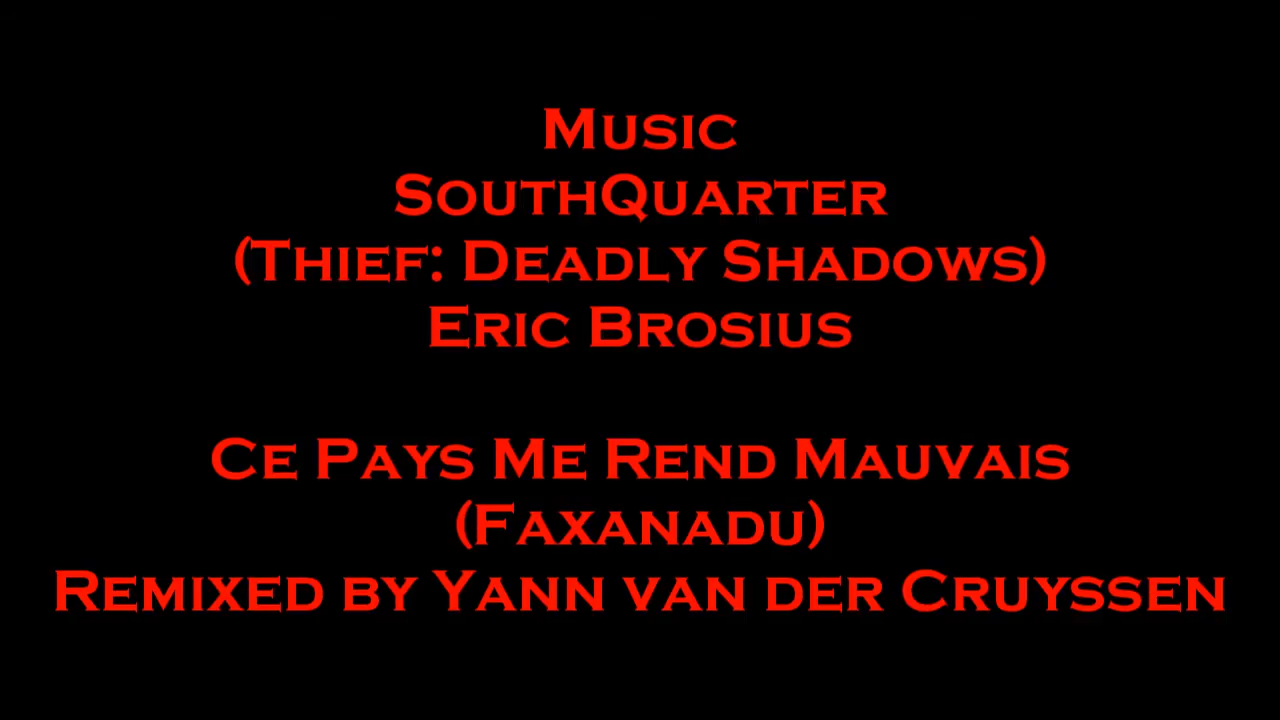 Music
SouthQuarter
(Thief: Deadly Shadows)
Eric Brosius
Ce Pays Me Rend Mauvais
(Faxanadu)
Remixed by Yann van der Cruyssen